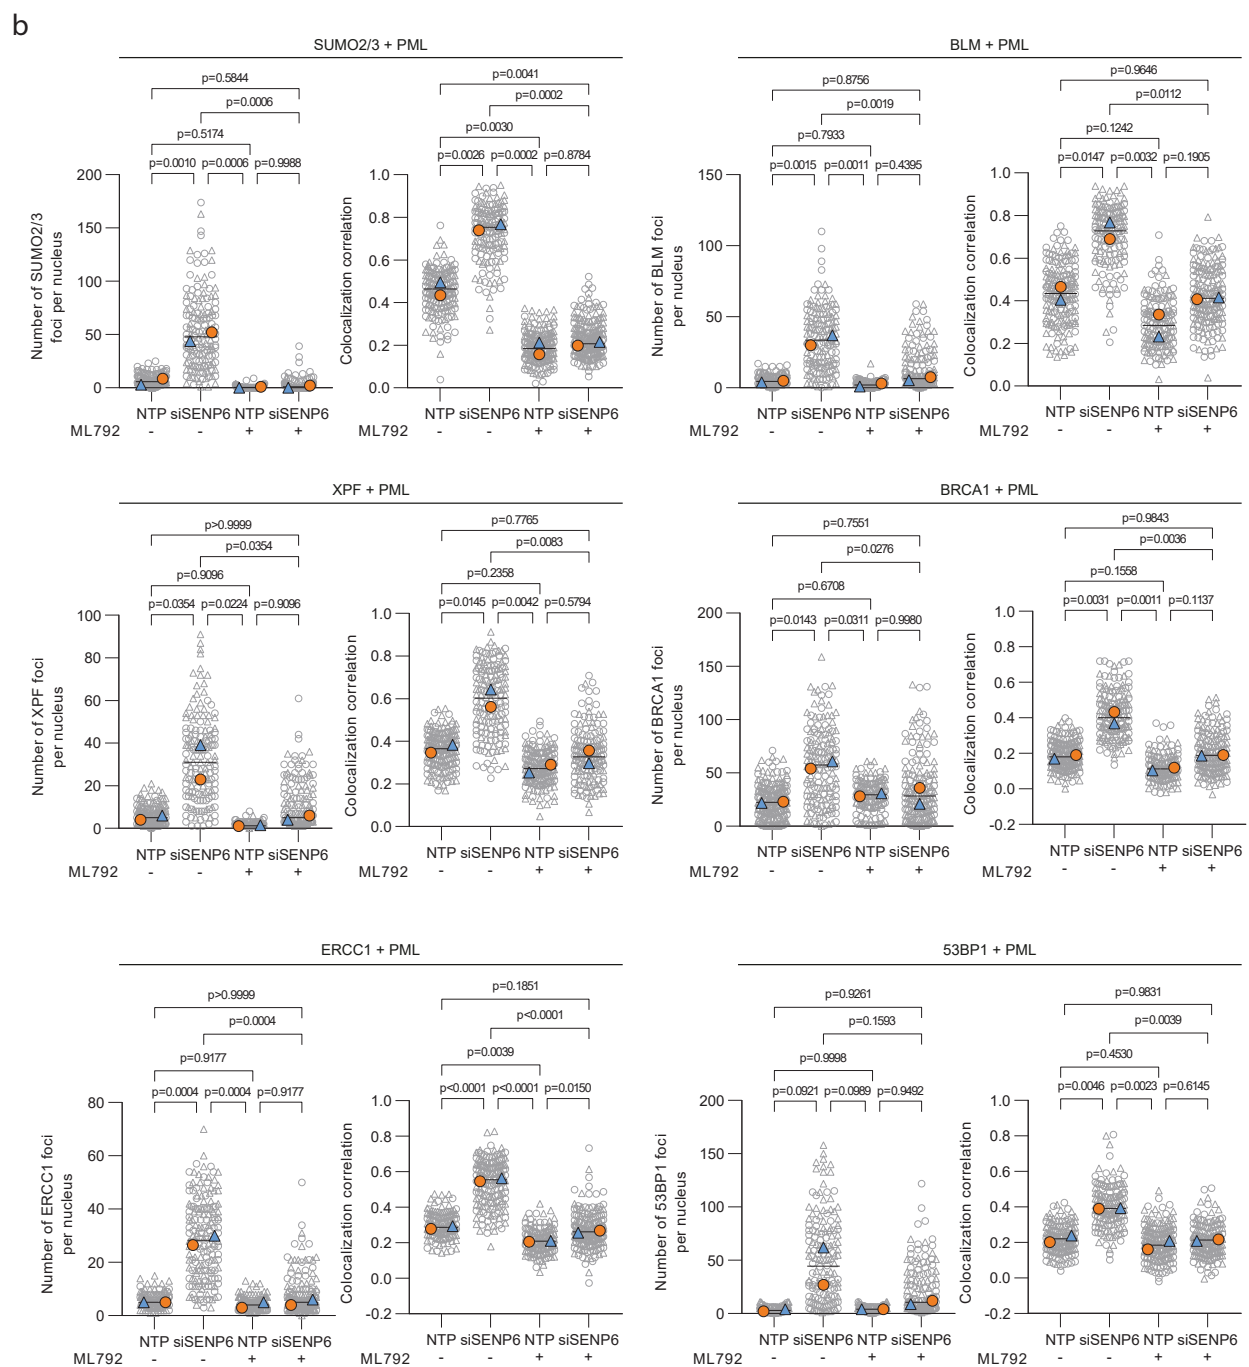 b
SUMO2/3 + PML
p=0.5844
p=0.0006
p=0.5174
p=0.0010 p=0.0006 p=0.9988
Number of SUMO2/3
foci per nucleus
200
150
100
50
0
NTP siSENP6 NTP siSENP6
ML792 - - + +
p=0.0041
p=0.0002
p=0.0030
p=0.0026 p=0.0002 p=0.8784
Colocalization correlation
1.0
0.8
0.6
0.4
0.2
0.0
NTP siSENP6 NTP siSENP6
- - + +
BLM + PML
p=0.8756
p=0.0019
p=0.7933
p=0.0015 p=0.0011 p=0.4395
Number of BLM foci
per nucleus
150
100
50
0
NTP siSENP6 NTP siSENP6
ML792 - - + +
p=0.9646
p=0.0112
p=0.1242
p=0.0147 p=0.0032 p=0.1905
Colocalization correlation
1.0
0.8
0.6
0.4
0.2
0.0
NTP siSENP6 NTP siSENP6
ML792 - - + +
XPF + PML
p>0.9999
p=0.0354
p=0.9096
p=0.0354 p=0.0224 p=0.9096
Number of XPF foci
per nucleus
100
80
60
40
20
0
NTP siSENP6 NTP siSENP6
ML792 - - + +
p=0.7765
p=0.0083
p=0.2358
p=0.0145 p=0.0042 p=0.5794
Colocalization correlation
1.0
0.8
0.6
0.4
0.2
0.0
NTP siSENP6 NTP siSENP6
- - + +
BRCA1 + PML
p=0.7551
p=0.0276
p=0.6708
p=0.0143 p=0.0311 p=0.9980
Number of BRCA1 foci
per nucleus
200
150
100
50
0
NTP siSENP6 NTP siSENP6
ML792 - - + +
p=0.9843
p=0.0036
p=0.1558
p=0.0031 p=0.0011 p=0.1137
Colocalization correlation
1.0
0.8
0.6
0.4
0.2
0.0
-0.2
NTP siSENP6 NTP siSENP6
ML792 - - + +
ERCC1 + PML
p>0.9999
p=0.0004
p=0.9177
p=0.0004 p=0.0004 p=0.9177
Number of ERCC1 foci
per nucleus
80
60
40
20
0
NTP siSENP6 NTP siSENP6
ML792 - - + +
p=0.1851
p<0.0001
p=0.0039
p<0.0001 p<0.0001 p=0.0150
Colocalization correlation
1.0
0.8
0.6
0.4
0.2
0.0
-0.2
NTP siSENP6 NTP siSENP6
- - + +
53BP1 + PML
p=0.9261
p=0.1593
p=0.9998
p=0.0921 p=0.0989 p=0.9492
Number of 53BP1 foci
per nucleus
200
150
100
50
0
NTP siSENP6 NTP siSENP6
ML792 - - + +
p=0.9831
p=0.0039
p=0.4530
p=0.0046 p=0.0023 p=0.6145
Colocalization correlation
1.0
0.8
0.6
0.4
0.2
0.0
-0.2
NTP siSENP6 NTP siSENP6
ML792 - - + +